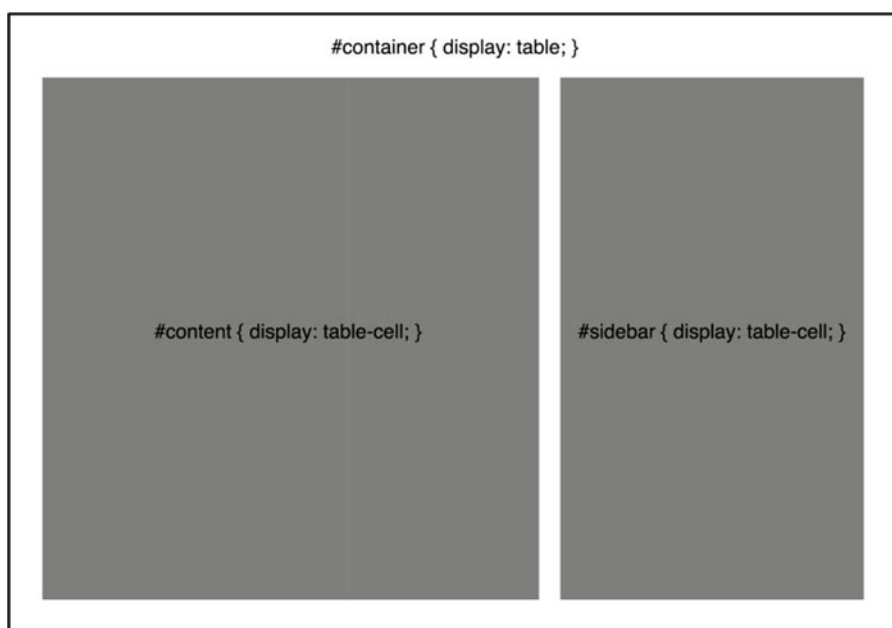 #container { display: table; }
#content { display: table-cell; }
#sidebar { display: table-cell; }